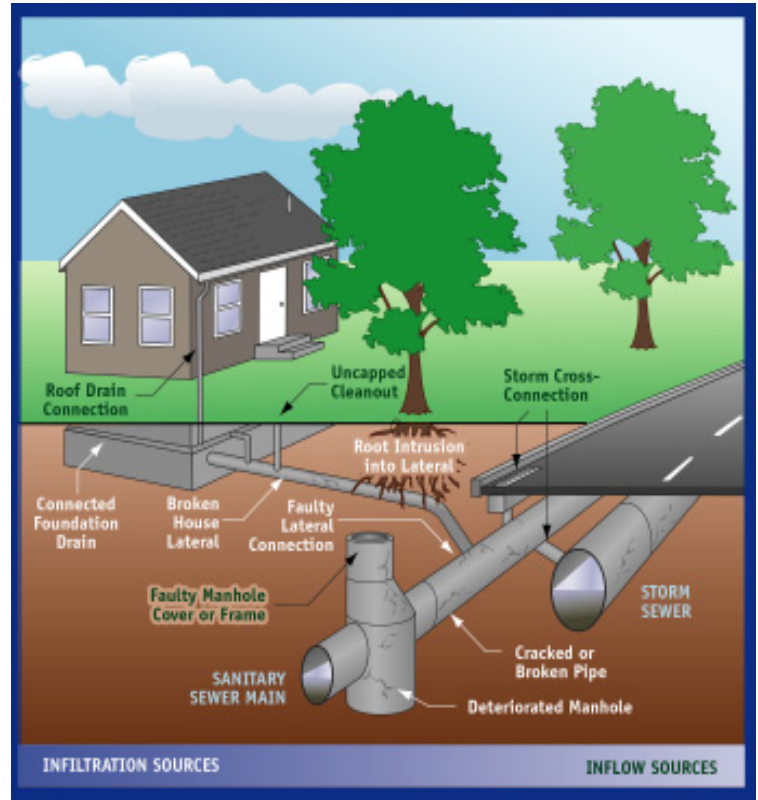 Roof Drain
Connection
Uncapped
Cleanout
Storm Cross-
Connection
Root Intrusion
into Lateral
Connected
Foundation
Drain
Broken
House
Lateral
Faulty
Lateral
Connection
Faulty Manhole
Cover or Frame
STORM
SEWER
SANITARY
SEWER MAIN
Cracked or
Broken Pipe
Deteriorated Manhole
INFILTRATION SOURCES
INFLOW SOURCES